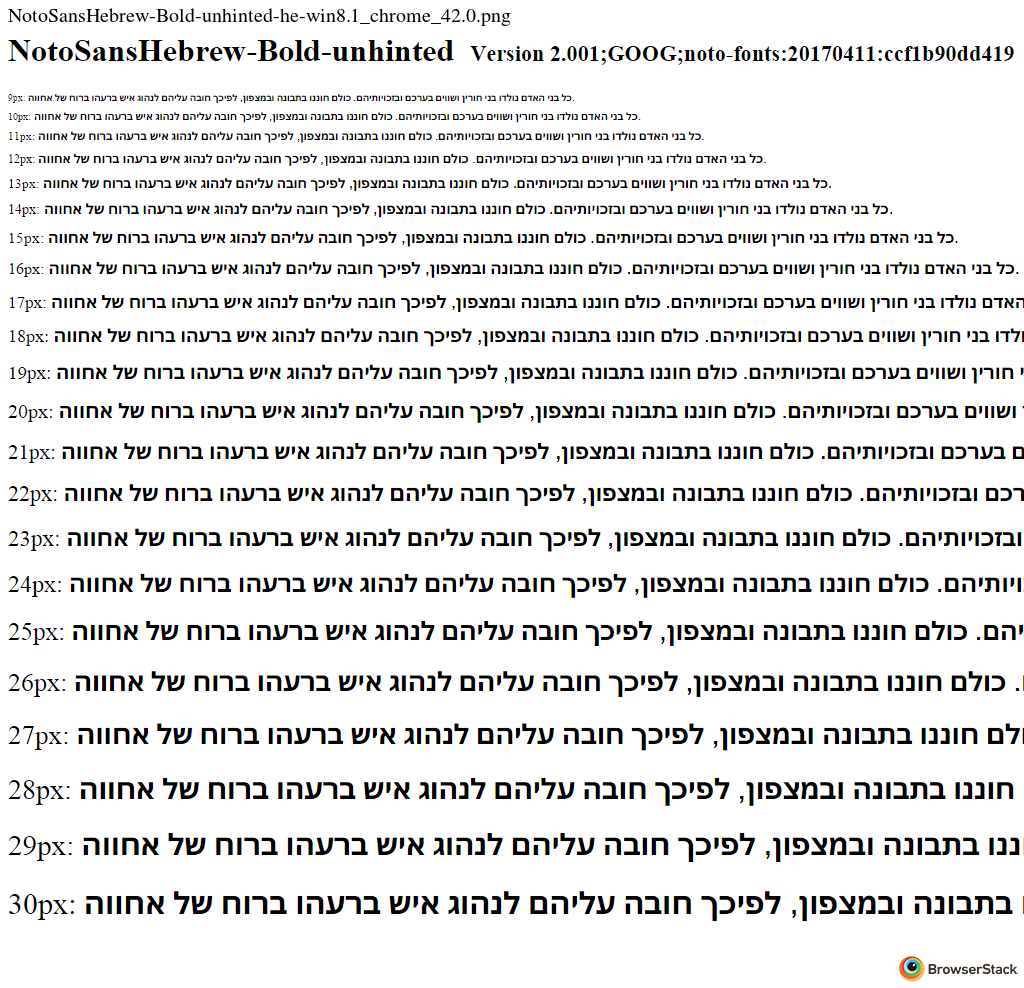 NotoSansHebrew-Bold-unhinted-he-win8.1_chrome_42.0.png
NotoSansHebrew-Bold-unhinted Version 2.001;GOOG;noto-fonts:20170411:ccf1b90dd419
9px: כל בני האדם נולדו בני חורין ושווים בערכם ובזכויותיהם. כולם חוננו בתבונה ובמצפון, לפיכך חובה עליהם לנהוג איש ברעהו ברוח של אחווה.
10px: כל בני האדם נולדו בני חורין ושווים בערכם ובזכויותיהם. כולם חוננו בתבונה ובמצפון, לפיכך חובה עליהם לנהוג איש ברעהו ברוח של אחווה.
11px: כל בני האדם נולדו בני חורין ושווים בערכם ובזכויותיהם. כולם חוננו בתבונה ובמצפון, לפיכך חובה עליהם לנהוג איש ברעהו ברוח של אחווה.
12px: כל בני האדם נולדו בני חורין ושווים בערכם ובזכויותיהם. כולם חוננו בתבונה ובמצפון, לפיכך חובה עליהם לנהוג איש ברעהו ברוח של אחווה.
13px: כל בני האדם נולדו בני חורין ושווים בערכם ובזכויותיהם. כולם חוננו בתבונה ובמצפון, לפיכך חובה עליהם לנהוג איש ברעהו ברוח של אחווה.
14px: כל בני האדם נולדו בני חורין ושווים בערכם ובזכויותיהם. כולם חוננו בתבונה ובמצפון, לפיכך חובה עליהם לנהוג איש ברעהו ברוח של אחווה.
15px: כל בני האדם נולדו בני חורין ושווים בערכם ובזכויותיהם. כולם חוננו בתבונה ובמצפון, לפיכך חובה עליהם לנהוג איש ברעהו ברוח של אחווה.
16px: כל בני האדם נולדו בני חורין ושווים בערכם ובזכויותיהם. כולם חוננו בתבונה ובמצפון, לפיכך חובה עליהם לנהוג איש ברעהו ברוח של אחווה.
17px: האדם נולדו בני חורין ושווים בערכם ובזכויותיהם. כולם חוננו בתבונה ובמצפון, לפיכך חובה עליהם לנהוג איש ברעהו ברוח של אחווה
18px: בני חורין ושווים בערכם ובזכויותיהם. כולם חוננו בתבונה ובמצפון, לפיכך חובה עליהם לנהוג איש ברעהו ברוח של אחווה
19px: חורין ושווים בערכם ובזכויותיהם. כולם חוננו בתבונה ובמצפון, לפיכך חובה עליהם לנהוג איש ברעהו ברוח של אחווה
20px: ושווים בערכם ובזכויותיהם. כולם חוננו בתבונה ובמצפון, לפיכך חובה עליהם לנהוג איש ברעהו ברוח של אחווה
21px: בערכם ובזכויותיהם. כולם חוננו בתבונה ובמצפון, לפיכך חובה עליהם לנהוג איש ברעהו ברוח של אחווה
22px: ובזכויותיהם. כולם חוננו בתבונה ובמצפון, לפיכך חובה עליהם לנהוג איש ברעהו ברוח של אחווה
23px: ובזכויותיהם. כולם חוננו בתבונה ובמצפון, לפיכך חובה עליהם לנהוג איש ברעהו ברוח של אחווה
24px: כולם חוננו בתבונה ובמצפון, לפיכך חובה עליהם לנהוג איש ברעהו ברוח של אחווה
25px: כולם חוננו בתבונה ובמצפון, לפיכך חובה עליהם לנהוג איש ברעהו ברוח של אחווה
26px: כולם חוננו בתבונה ובמצפון, לפיכך חובה עליהם לנהוג איש ברעהו ברוח של אחווה
27px: חוננו בתבונה ובמצפון, לפיכך חובה עליהם לנהוג איש ברעהו ברוח של אחווה
28px: חוננו בתבונה ובמצפון, לפיכך חובה עליהם לנהוג איש ברעהו ברוח של אחווה
29px: בתבונה ובמצפון, לפיכך חובה עליהם לנהוג איש ברעהו ברוח של אחווה
30px: בתבונה ובמצפון, לפיכך חובה עליהם לנהוג איש ברעהו ברוח של אחווה
BrowserStack